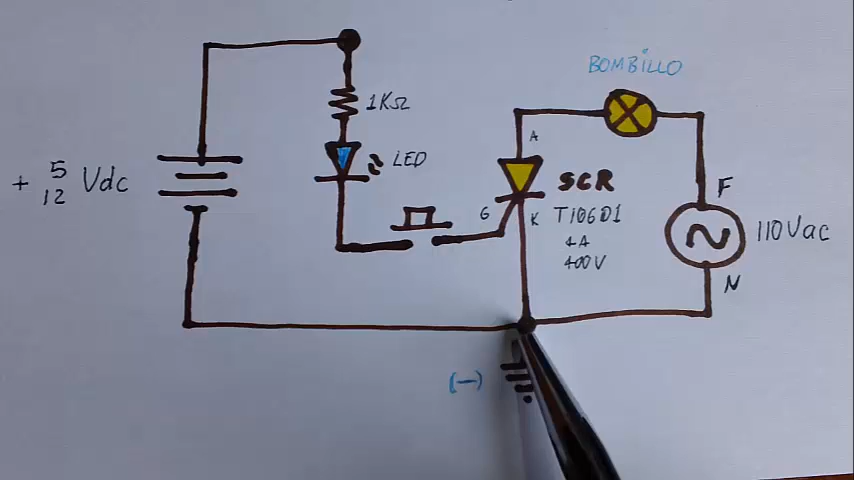 BOMBiLLO
1KΩ
A
LED
+ 5 Vdc
12
SCR
F
G
K
T106D1
4A
400V
110Vac
N
(-)